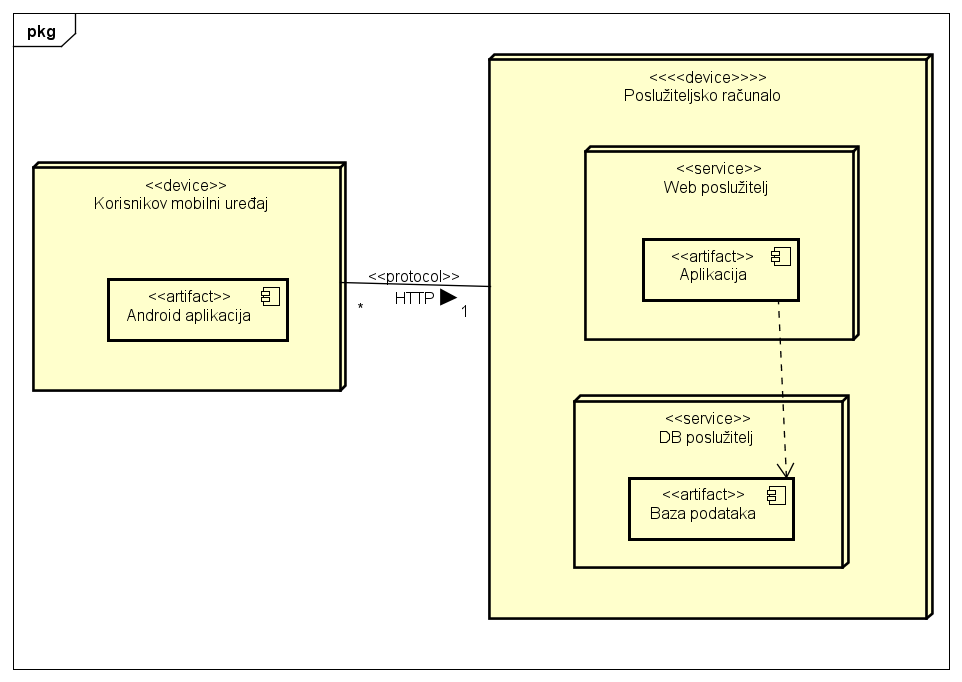 pkg
<<device>>
Korisnikov mobilni uređaj
<<artifact>>
Android aplikacija
<<protocol>>
HTTP
*
1
<<<<device>>>>
Poslužiteljsko računalo
<<service>>
Web poslužitelj
<<artifact>>
Aplikacija
<<service>>
DB poslužitelj
<<artifact>>
Baza podataka